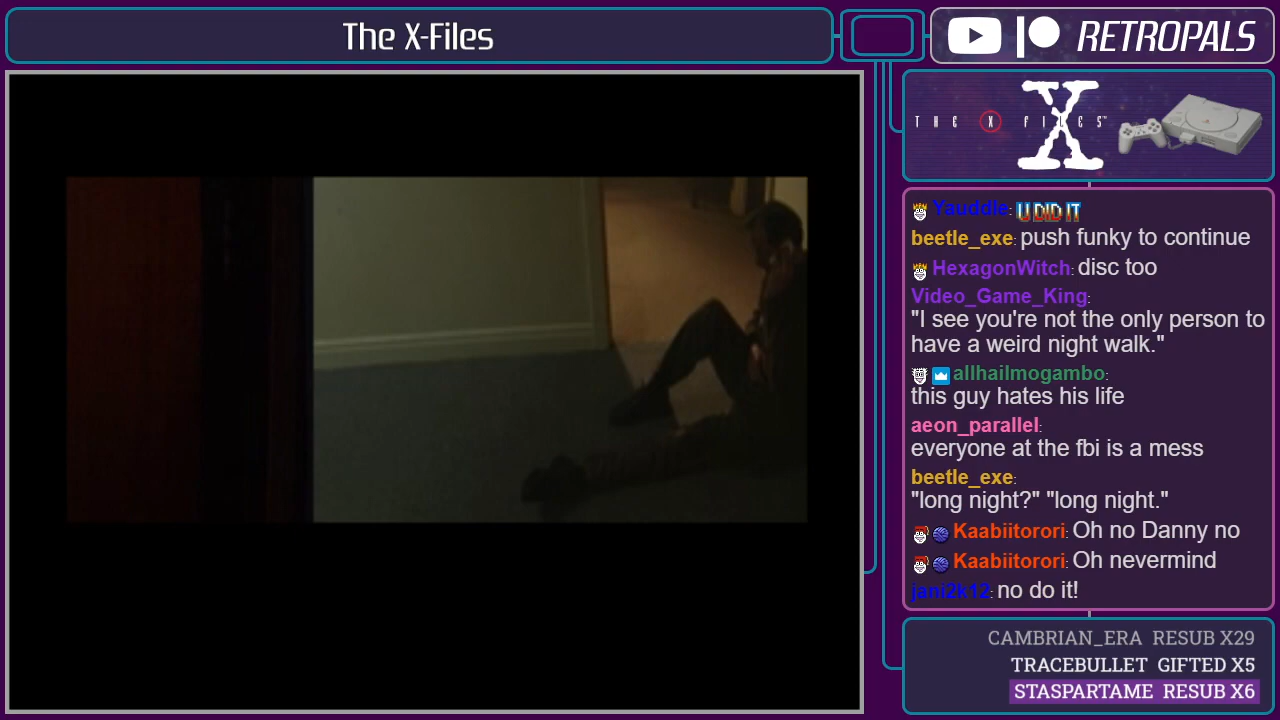 The X-Files
RETROPALS
THE X FILES™
X
Yauddle: U DID IT
beetle_exe: push funky to continue
HexagonWitch: disc too
Video_Game_King:
"I see you're not the only person to
have a weird night walk."
allhailmogambo:
this guy hates his life
aeon_parallel:
everyone at the fbi is a mess
beetle_exe:
"long night?" "long night."
Kaabiitorori: Oh no Danny no
Kaabiitorori: Oh nevermind
jani2k12: no do it!
CAMBRIAN_ERA RESUB X29
TRACEBULLET GIFTED X5
STASPARTAME RESUB X6